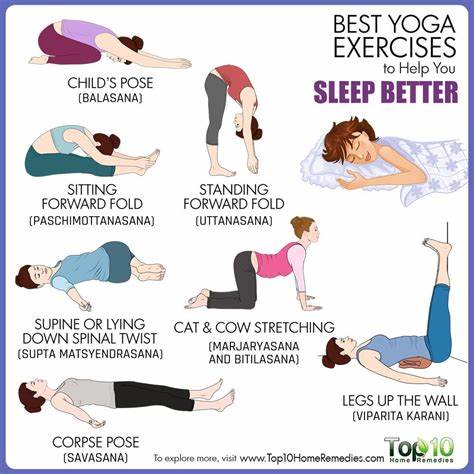 BEST YOGA
EXERCISES
to Help You
SLEEP BETTER
CHILD'S POSE
(BALASANA)
SITTING
FORWARD FOLD
(PASCHIMOTTANASANA)
STANDING
FORWARD FOLD
(UTTANASANA)
SUPINE OR LYING
DOWN SPINAL TWIST
(SUPTA MATSYENDRASANA)
CAT & COW STRETCHING
(MARJARYASANA
AND BITILASANA)
LEGS UP THE WALL
(VIPARITA KARANI)
CORPSE POSE
(SAVASANA)
To explore more, visit www.Top10HomeRemedies.com
Top10
Home Remedies